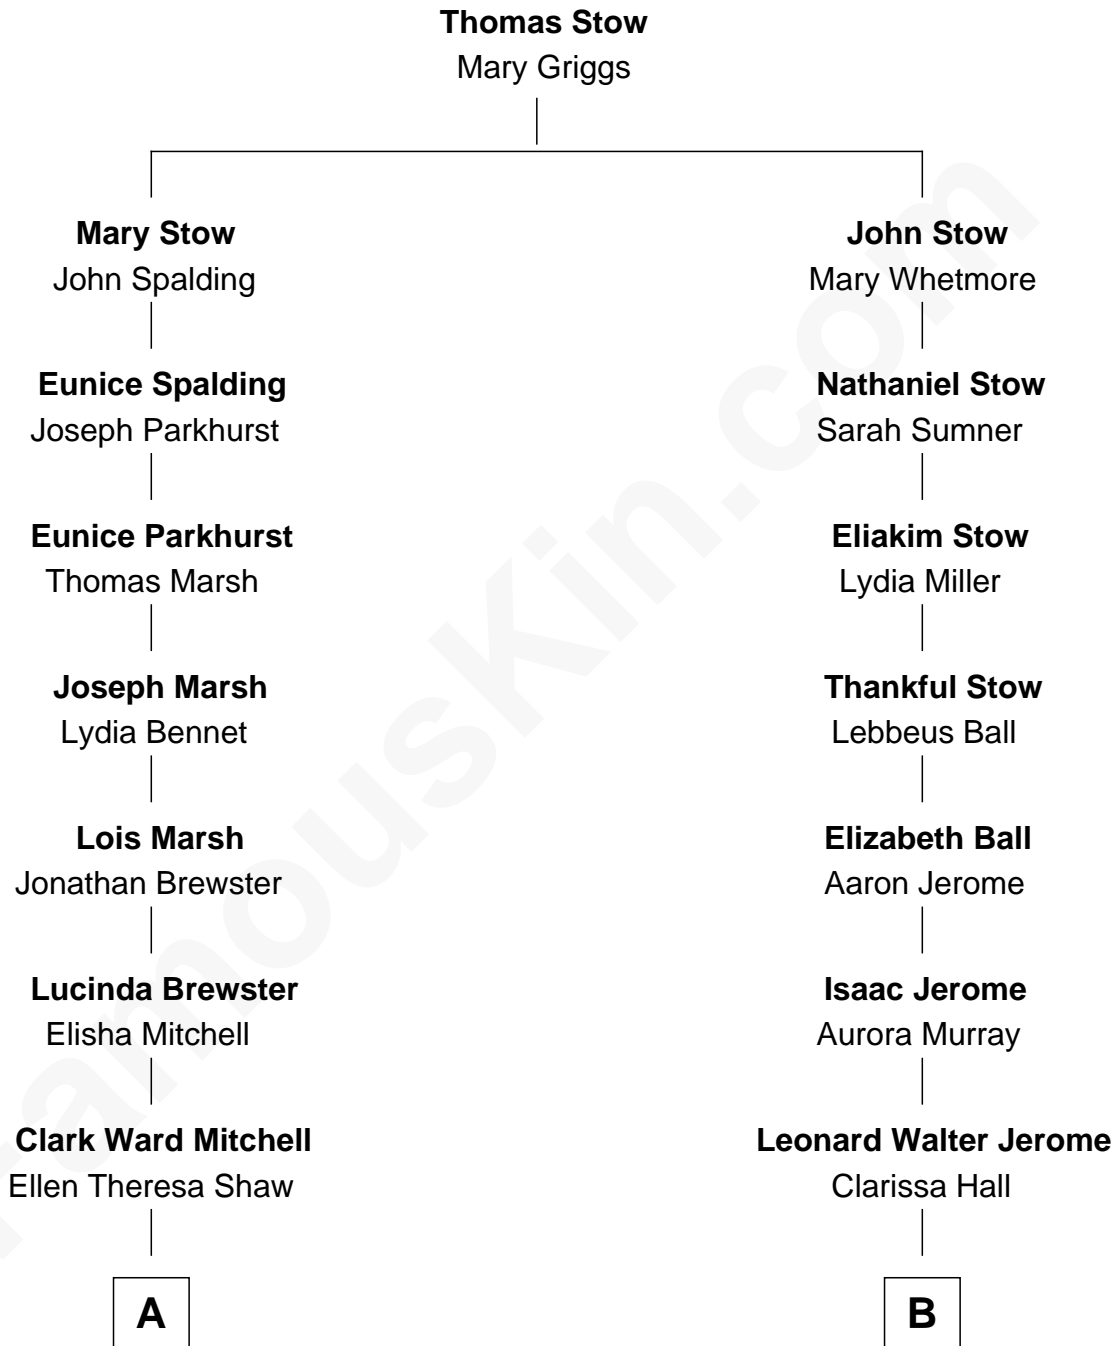 Thomas Stow
Mary Griggs
Mary Stow
John Spalding
John Stow
Mary Whetmore
Eunice Spalding
Joseph Parkhurst
Nathaniel Stow
Sarah Sumner
Eunice Parkhurst
Thomas Marsh
Eliakim Stow
Lydia Miller
Joseph Marsh
Lydia Bennet
Thankful Stow
Lebbeus Ball
Lois Marsh
Jonathan Brewster
Elizabeth Ball
Aaron Jerome
Lucinda Brewster
Elisha Mitchell
Isaac Jerome
Aurora Murray
Clark Ward Mitchell
Ellen Theresa Shaw
Leonard Walter Jerome
Clarissa Hall
A
B
FamousKin.com